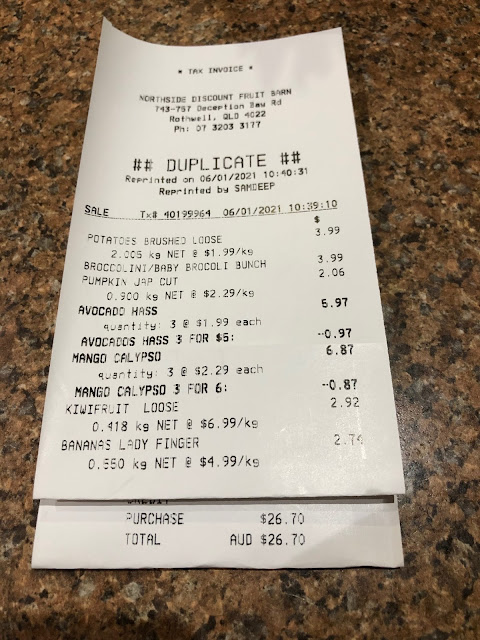 * TAX INVOICE *
NORTHSIDE DISCOUNT FRUIT BARN
743-757 Deception Bay Rd
Rothwell, QLD 4022
Ph: 07 3203 3177
## DUPLICATE ##
Reprinted on 06/01/2021 10:40:31
Reprinted by SAMDEEP
SALE Tx# 40199964 06/01/2021 10:39:10
$
POTATOES BRUSHED LOOSE 3.99
2.005 kg NET @ $1.99/kg
BROCCOLINI/BABY BROCOLI BUNCH 3.99
PUMPKIN JAP CUT 2.06
0.900 kg NET @ $2.29/kg
AVOCADO HASS 5.97
quantity: 3 @ $1.99 each
AVOCADOS HASS 3 FOR $5: -0.97
MANGO CALYPSO 6.87
quantity: 3 @ $2.29 each
MANGO CALYPSO 3 FOR 6: -0.87
KIWIFRUIT LOOSE 2.92
0.418 kg NET @ $6.99/kg
BANANAS LADY FINGER 2.74
0.550 kg NET @ $4.99/kg
PURCHASE $26.70
TOTAL AUD $26.70